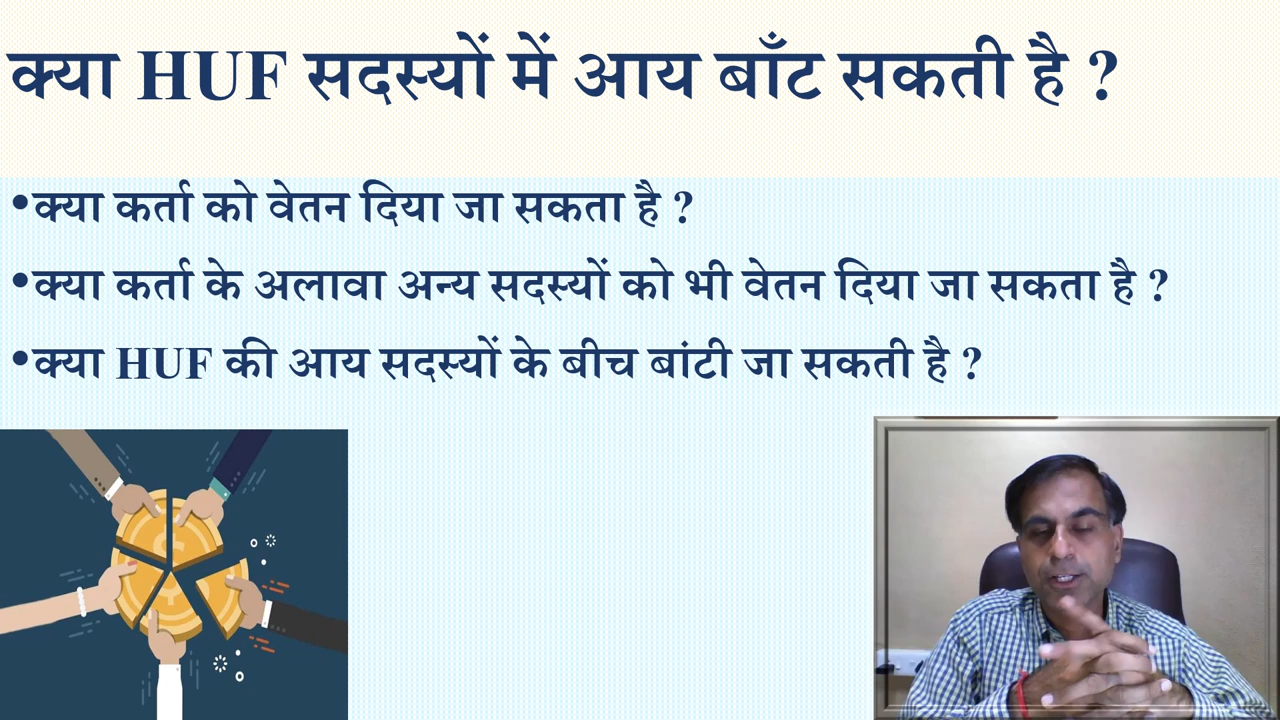 क्या HUF सदस्यों में आय बाँट सकती है ?
•क्या कर्ता को वेतन दिया जा सकता है ?
•क्या कर्ता के अलावा अन्य सदस्यों को भी वेतन दिया जा सकता है ?
•क्या HUF की आय सदस्यों के बीच बांटी जा सकती है ?